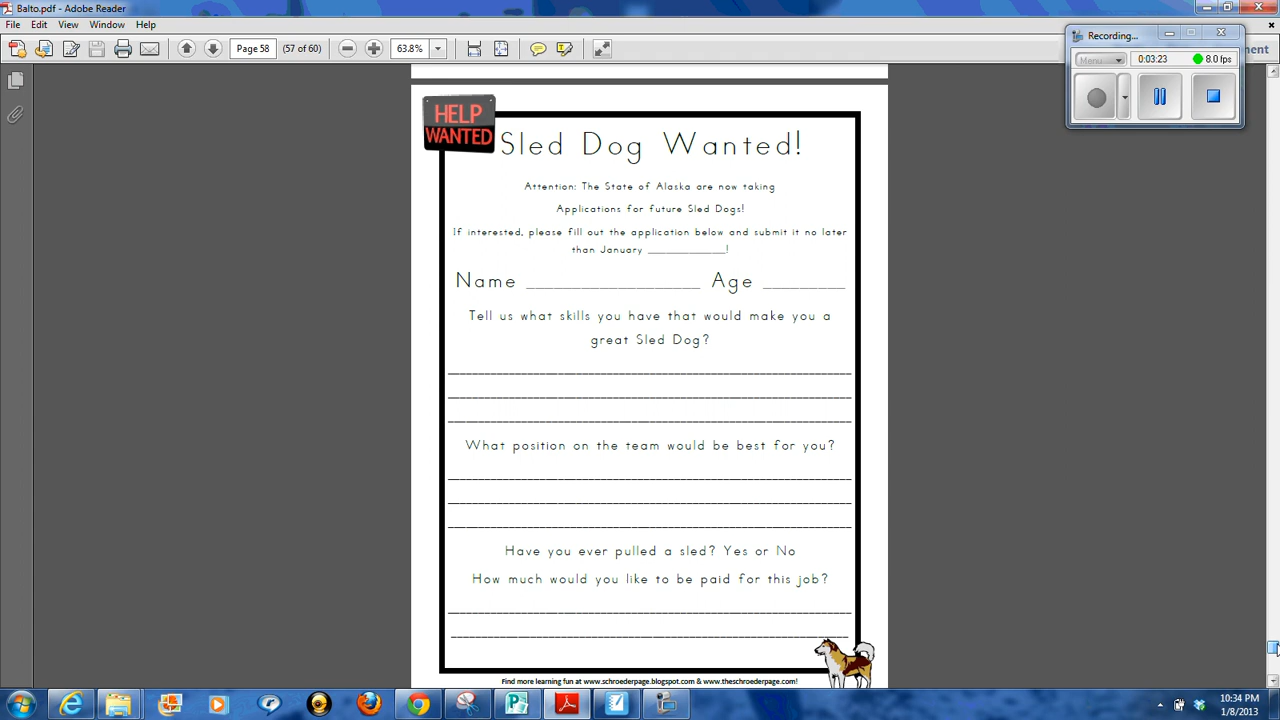 Balto.pdf - Adobe Reader
File Edit View Window Help
Recording...
Page 58 (57 of 60) 63.8%
ment
Menu 0:03:23 8.0 fps
HELP
WANTED
Sled Dog Wanted!
Attention: The State of Alaska are now taking
Applications for future Sled Dogs!
If interested, please fill out the application below and submit it no later
than January ____________!
Name ________________ Age ________
Tell us what skills you have that would make you a
great Sled Dog?
What position on the team would be best for you?
Have you ever pulled a sled? Yes or No
How much would you like to be paid for this job?
Find more learning fun at www.schroederpage.blogspot.com & www.theschroederpage.com!
10:34 PM
1/8/2013